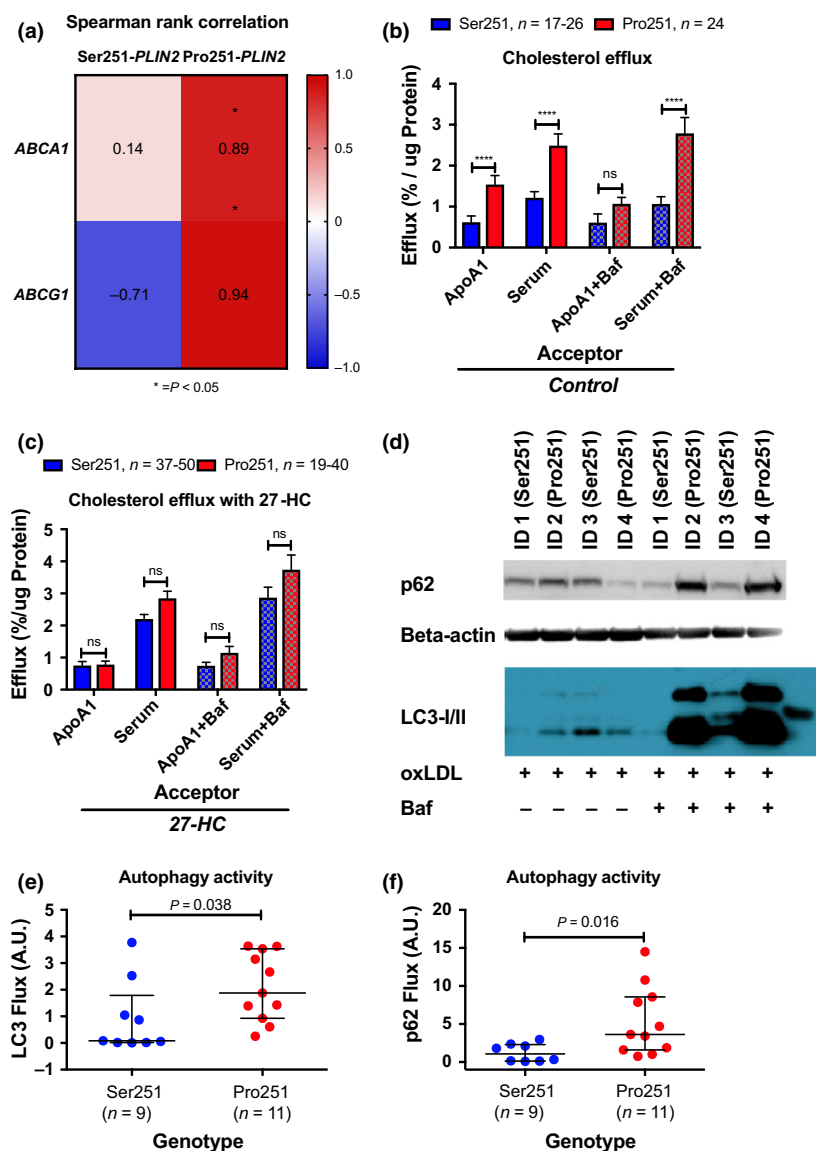 (a)
Spearman rank correlation
Ser251-PLIN2 Pro251-PLIN2
ABCA1
ABCG1
0.14
*
0.89
*
–0.71
0.94
1.0
0.5
0
–0.5
–1.0
* =P < 0.05
(b)
Ser251, n = 17-26 Pro251, n = 24
Cholesterol efflux
Efflux (% / ug Protein)
4
3
2
1
0
****
****
ns
****
ApoA1
Serum
ApoA1+Baf
Serum+Baf
Acceptor
Control
(c)
Ser251, n = 37-50 Pro251, n = 19-40
Cholesterol efflux with 27-HC
Efflux (%/ug Protein)
5
4
3
2
1
0
ns
ns
ns
ns
ApoA1
Serum
ApoA1+Baf
Serum+Baf
Acceptor
27-HC
(d)
ID 1 (Ser251)
ID 2 (Pro251)
ID 3 (Ser251)
ID 4 (Pro251)
ID 1 (Ser251)
ID 2 (Pro251)
ID 3 (Ser251)
ID 4 (Pro251)
p62
Beta-actin
LC3-I/II
oxLDL + + + + + + + +
Baf – – – – + + + +
(e)
Autophagy activity
LC3 Flux (A.U.)
5
4
3
2
1
0
–1
P = 0.038
Ser251 Pro251
(n = 9) (n = 11)
Genotype
(f)
Autophagy activity
p62 Flux (A.U.)
20
15
10
5
0
P = 0.016
Ser251 Pro251
(n = 9) (n = 11)
Genotype